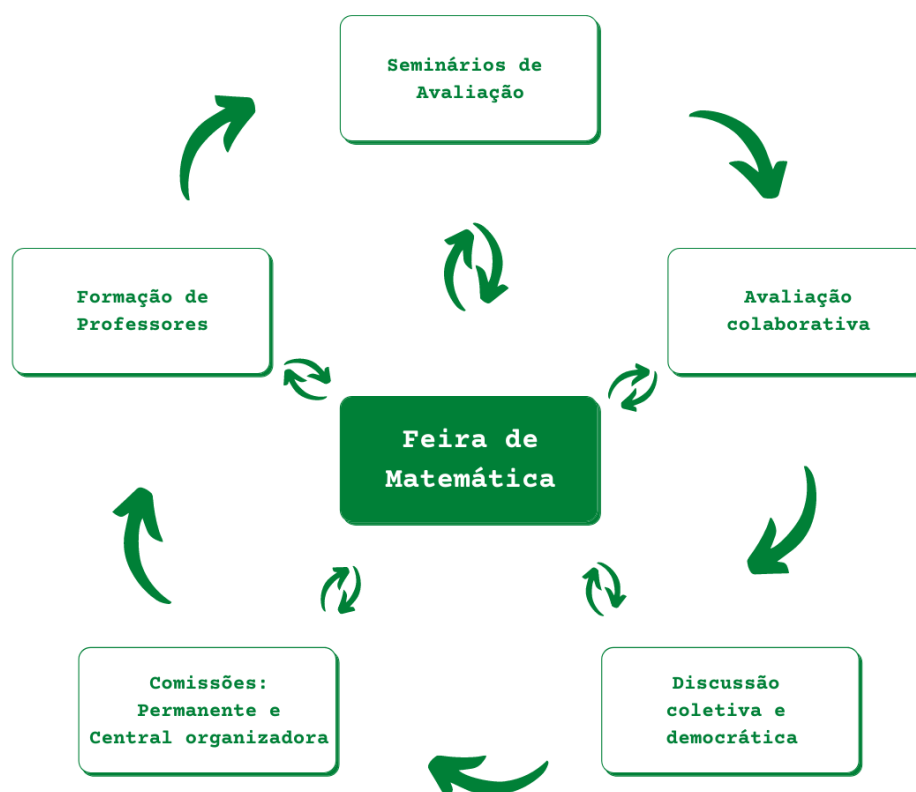 Seminários de
Avaliação
Formação de
Professores
Avaliação
colaborativa
Feira de
Matemática
Comissões:
Permanente e
Central organizadora
Discussão
coletiva e
democrática